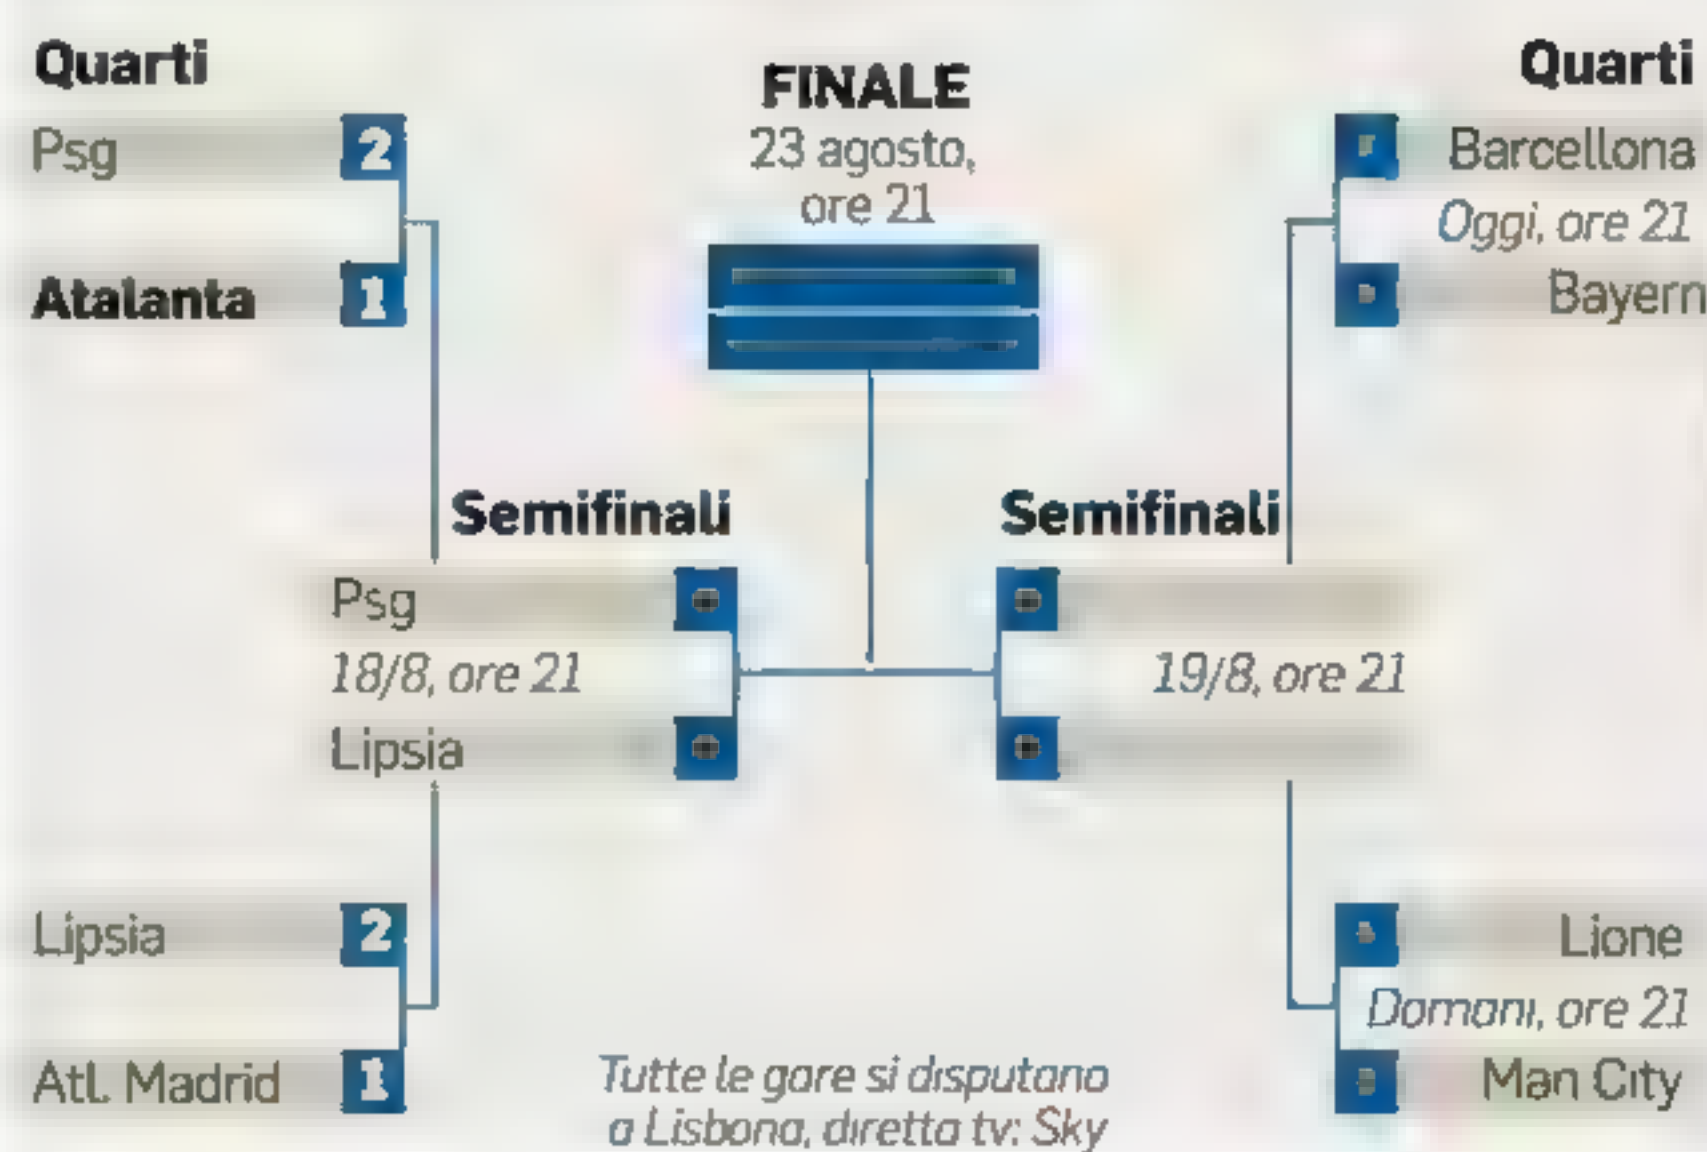 Quarti
Psg 2
Atalanta 1
FINALE
23 agosto,
ore 21
Quarti
Barcellona
Oggi, ore 21
Bayern
Semifinali
Psg
18/8, ore 21
Lipsia
Semifinali
19/8, ore 21
Lipsia 2
Atl. Madrid 1
Lione
Domani, ore 21
Man City
Tutte le gare si disputano
a Lisbona, diretta tv: Sky